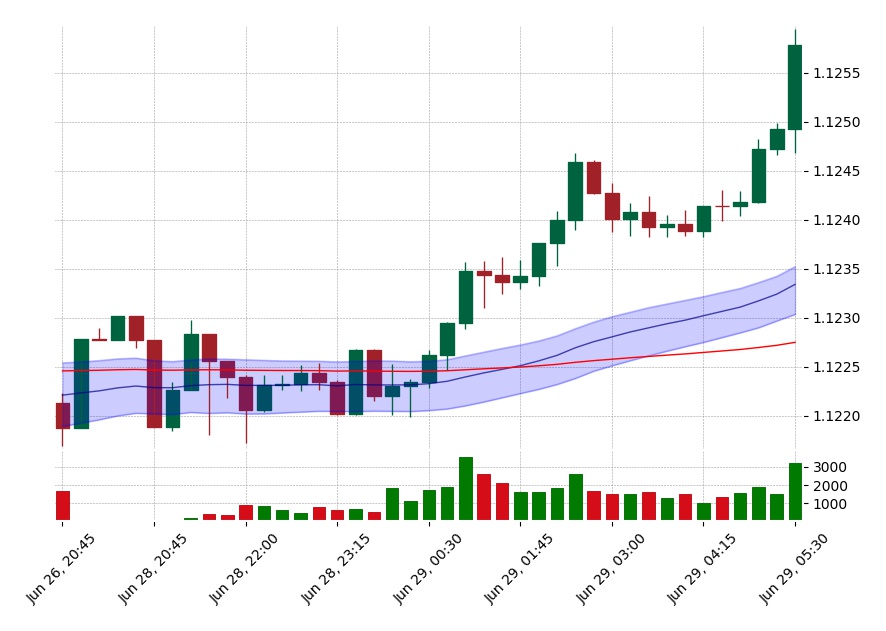 1.1255
1.1250
1.1245
1.1240
1.1235
1.1230
1.1225
1.1220
3000
2000
1000
Jun 26, 20:45
Jun 28, 20:45
Jun 28, 22:00
Jun 28, 23:15
Jun 29, 00:30
Jun 29, 01:45
Jun 29, 03:00
Jun 29, 04:15
Jun 29, 05:30